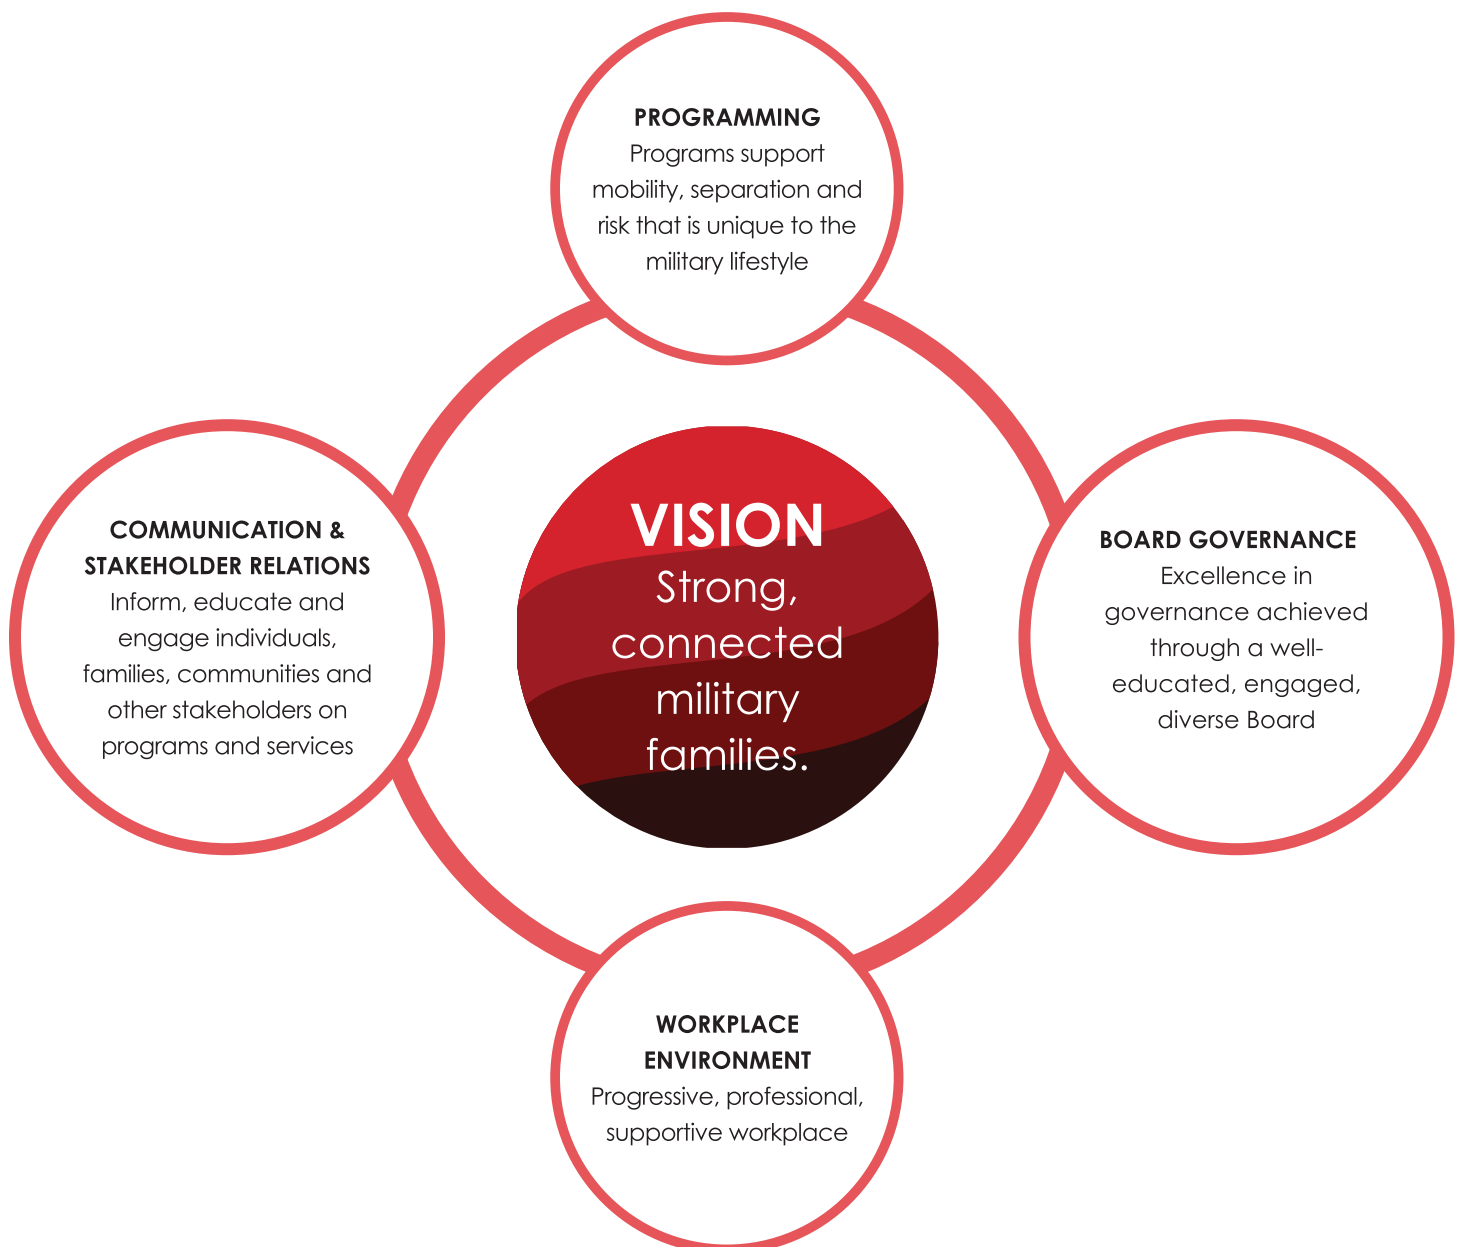 PROGRAMMING
Programs support
mobility, separation and
risk that is unique to the
military lifestyle
COMMUNICATION &
STAKEHOLDER RELATIONS
Inform, educate and
engage individuals,
families, communities and
other stakeholders on
programs and services
VISION
Strong,
connected
military
families.
BOARD GOVERNANCE
Excellence in
governance achieved
through a well-
educated, engaged,
diverse Board
WORKPLACE
ENVIRONMENT
Progressive, professional,
supportive workplace